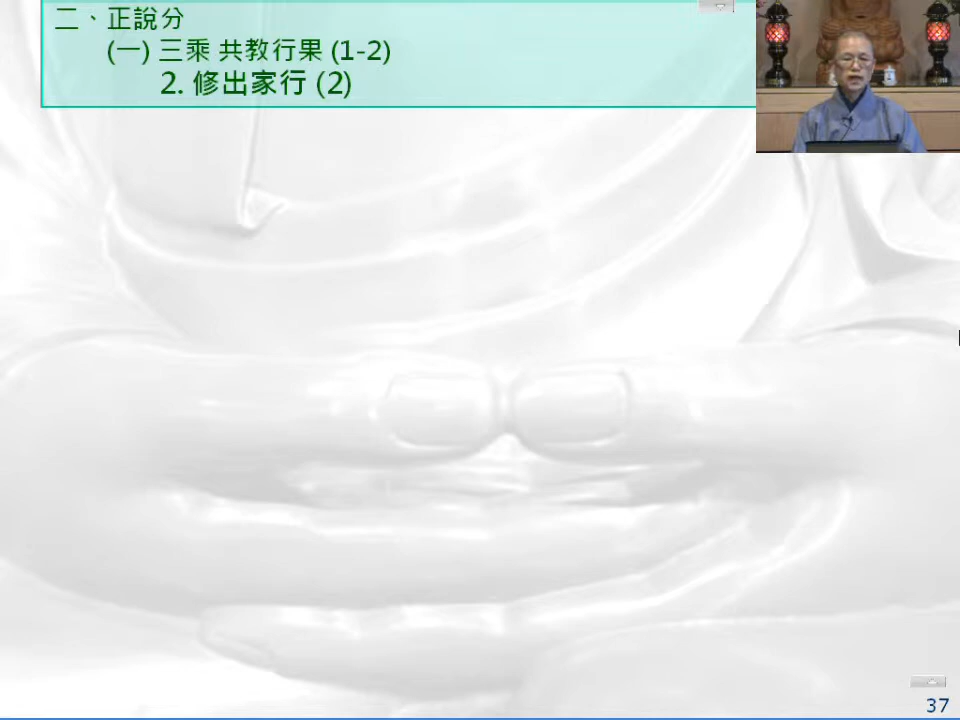 二、正說分
(一) 三乘 共教行果 (1-2)
2. 修出家行 (2)
37